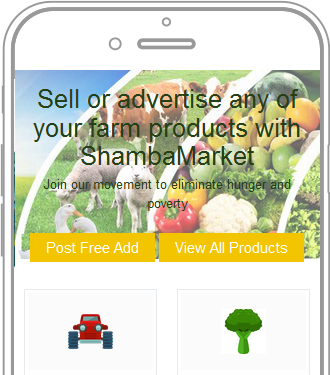 Sell or advertise any of
your farm products with
ShambaMarket
Join our movement to eliminate hunger and
poverty
Post Free Add
View All Products